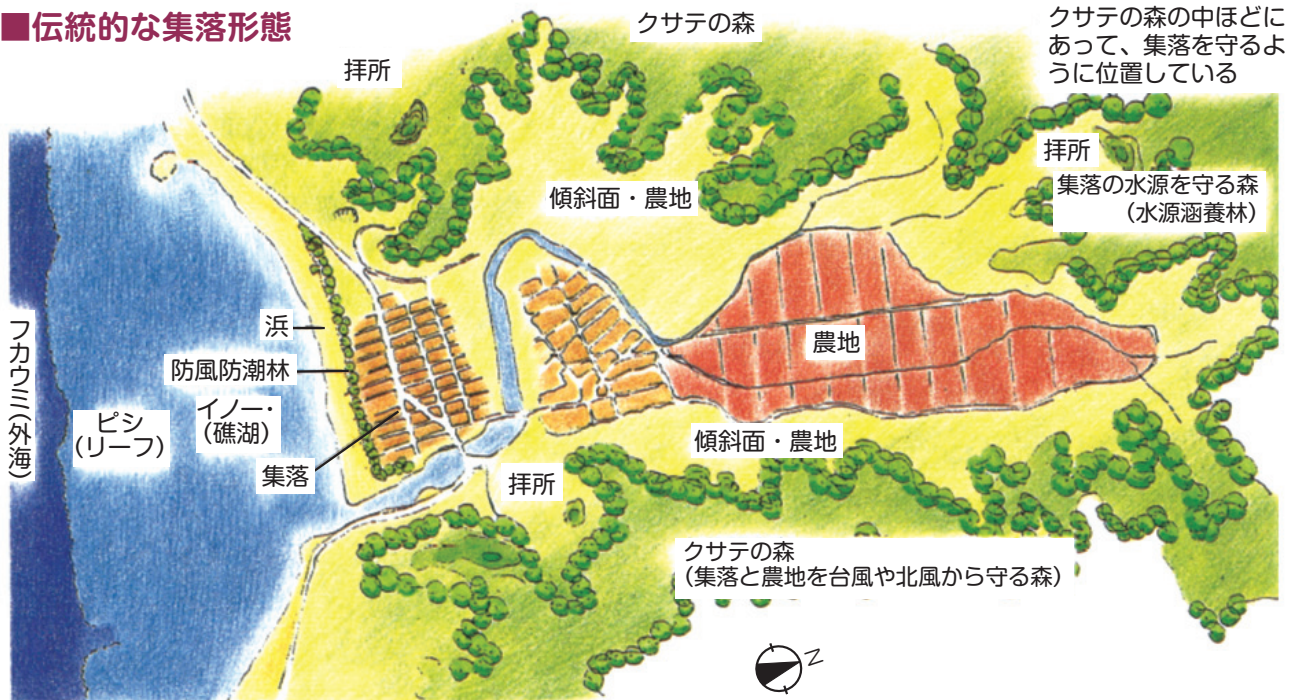 ■伝統的な集落形態
クサテの森
クサテの森の中ほどに
あって、集落を守るよ
うに位置している
拝所
拝所
集落の水源を守る森
(水源涵養林)
傾斜面・農地
浜
防風防潮林
農地
フカウミ(外海)
ピシ
(リーフ)
イノー・
(礁湖)
集落
傾斜面・農地
拝所
クサテの森
(集落と農地を台風や北風から守る森)
N